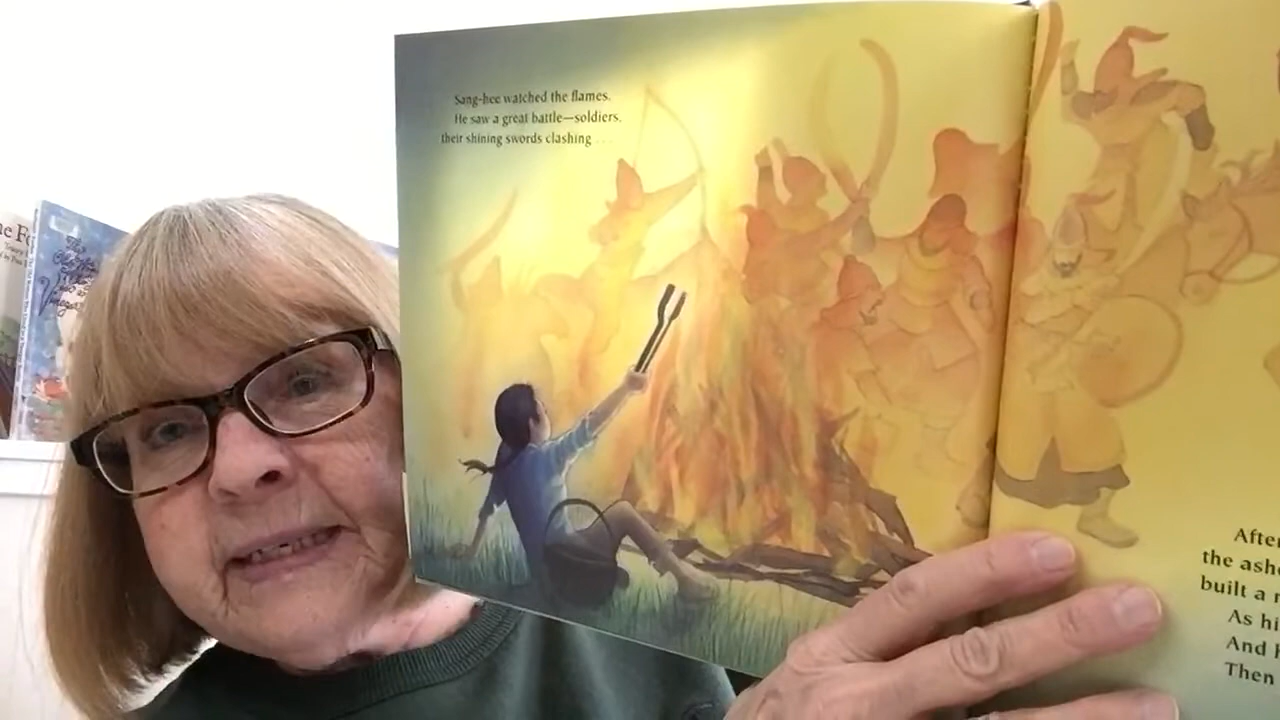 Sang-hee watched the flames.
He saw a great battle—soldiers,
their shining swords clashing . . .
After
the ash
built a
As hi
And
Then